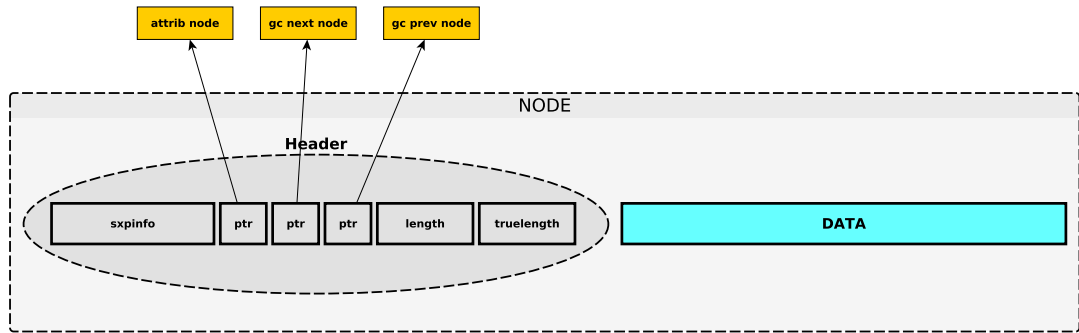 attrib node
gc next node
gc prev node
NODE
Header
sxpinfo
ptr
ptr
ptr
length
truelength
DATA